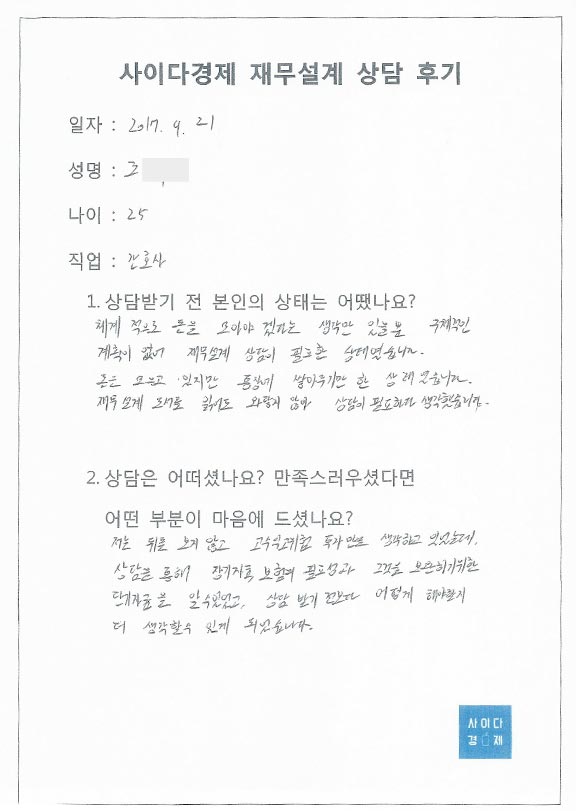 사이다경제 재무설계 상담 후기
일자 : 2017. 9. 21
성명 : 조
나이 : 25
직업 : 간호사
1. 상담받기 전 본인의 상태는 어땠나요?
체계 적으로 돈을 모아야 겠다는 생각만 있을뿐 구체적인
계획이 없어 재무설계 상담이 필요한 상태였습니다.
돈은 모으고 있지만 통장에 쌓아두기만 한 상태 였습니다.
재무설계 도서를 읽어도 와닿지 않아 상담이 필요하다 생각했습니다.
2. 상담은 어떠셨나요? 만족스러우셨다면
어떤 부분이 마음에 드셨나요?
저는 뒤를 보지 않고 고수익고위험 투자만을 생각하고 있었는데,
상담을 통해 장기저축, 보험의 필요성과 그것을 보완하기위한
단기자금을 알 수있었고, 상담 받기 전보다 어떻게 해야할지
더 생각할수 있게 되었습니다.
사이다
경제